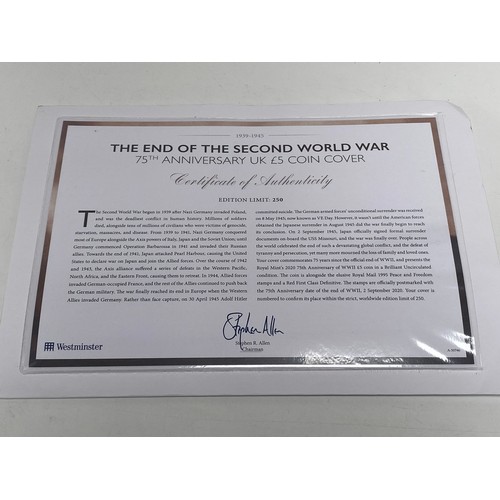 1939-1945
THE END OF THE SECOND WORLD WAR
75TH ANNIVERSARY UK £5 COIN COVER
Certificate of Authenticity
EDITION LIMIT: 250
The Second World War began in 1939 after Nazi Germany invaded Poland,
and was the deadliest conflict in human history. Millions of soldiers
died, alongside tens of millions of civilians who were victims of genocide,
starvation, massacres, and disease. From 1939 to 1941, Nazi Germany conquered
most of Europe alongside the Axis powers of Italy, Japan and the Soviet Union; until
Germany commenced Operation Barbarossa in 1941 and invaded their Russian
allies. Towards the end of 1941, Japan attacked Pearl Harbour, causing the United
States to declare war on Japan and join the Allied forces. Over the course of 1942
and 1943, the Axis alliance suffered a series of defeats in the Western Pacific,
North Africa, and the Eastern Front, causing them to retreat. In 1944, Allied forces
invaded German-occupied France, and the rest of the Allies continued to push back
the German military. The war finally reached its end in Europe when the Western
Allies invaded Germany. Rather than face capture, on 30 April 1945 Adolf Hitler
committed suicide. The German armed forces' unconditional surrender was received
on 8 May 1945; now known as VE Day. However, it wasn't until the American forces
obtained the Japanese surrender in August 1945 did the war finally begin to reach
its conclusion. On 2 September 1945, Japan officially signed formal surrender
documents on-board the USS Missouri, and the war was finally over. People across
the world celebrated the end of such a devastating global conflict, and the defeat of
tyranny and persecution, yet many more mourned the loss of family and loved ones.
Your cover commemorates 75 years since the official end of WWII, and presents the
Royal Mint's 2020 75th Anniversary of WWII £5 coin in a Brilliant Uncirculated
condition. The coin is alongside the elusive Royal Mail 1995 Peace and Freedom
stamps and a Red First Class Definitive. The stamps are officially postmarked with
the 75th Anniversary date of the end of WWII, 2 September 2020. Your cover is
numbered to confirm its place within the strict, worldwide edition limit of 250.
Stephen Allen
Stephen R. Allen
Chairman
Westminster